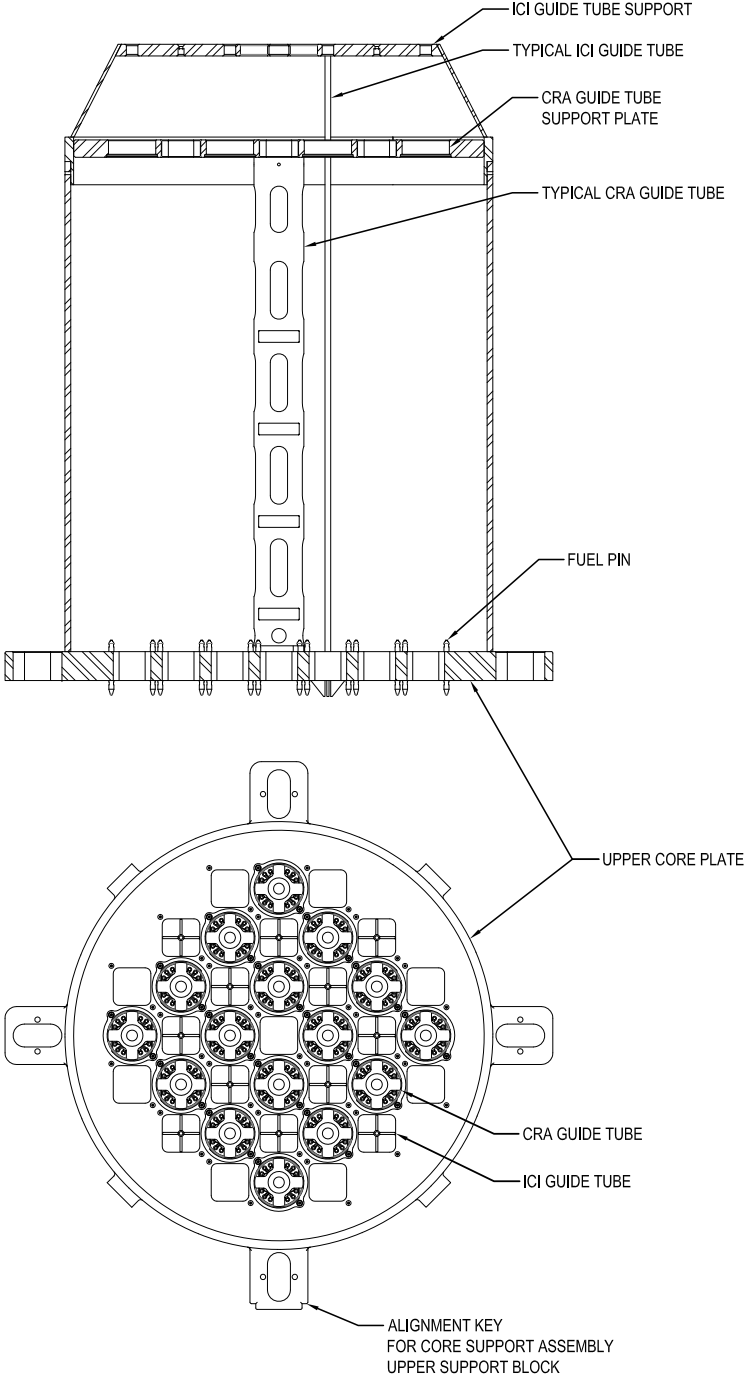 ICI GUIDE TUBE SUPPORT
TYPICAL ICI GUIDE TUBE
CRA GUIDE TUBE
SUPPORT PLATE
TYPICAL CRA GUIDE TUBE
FUEL PIN
UPPER CORE PLATE
CRA GUIDE TUBE
ICI GUIDE TUBE
ALIGNMENT KEY
FOR CORE SUPPORT ASSEMBLY
UPPER SUPPORT BLOCK